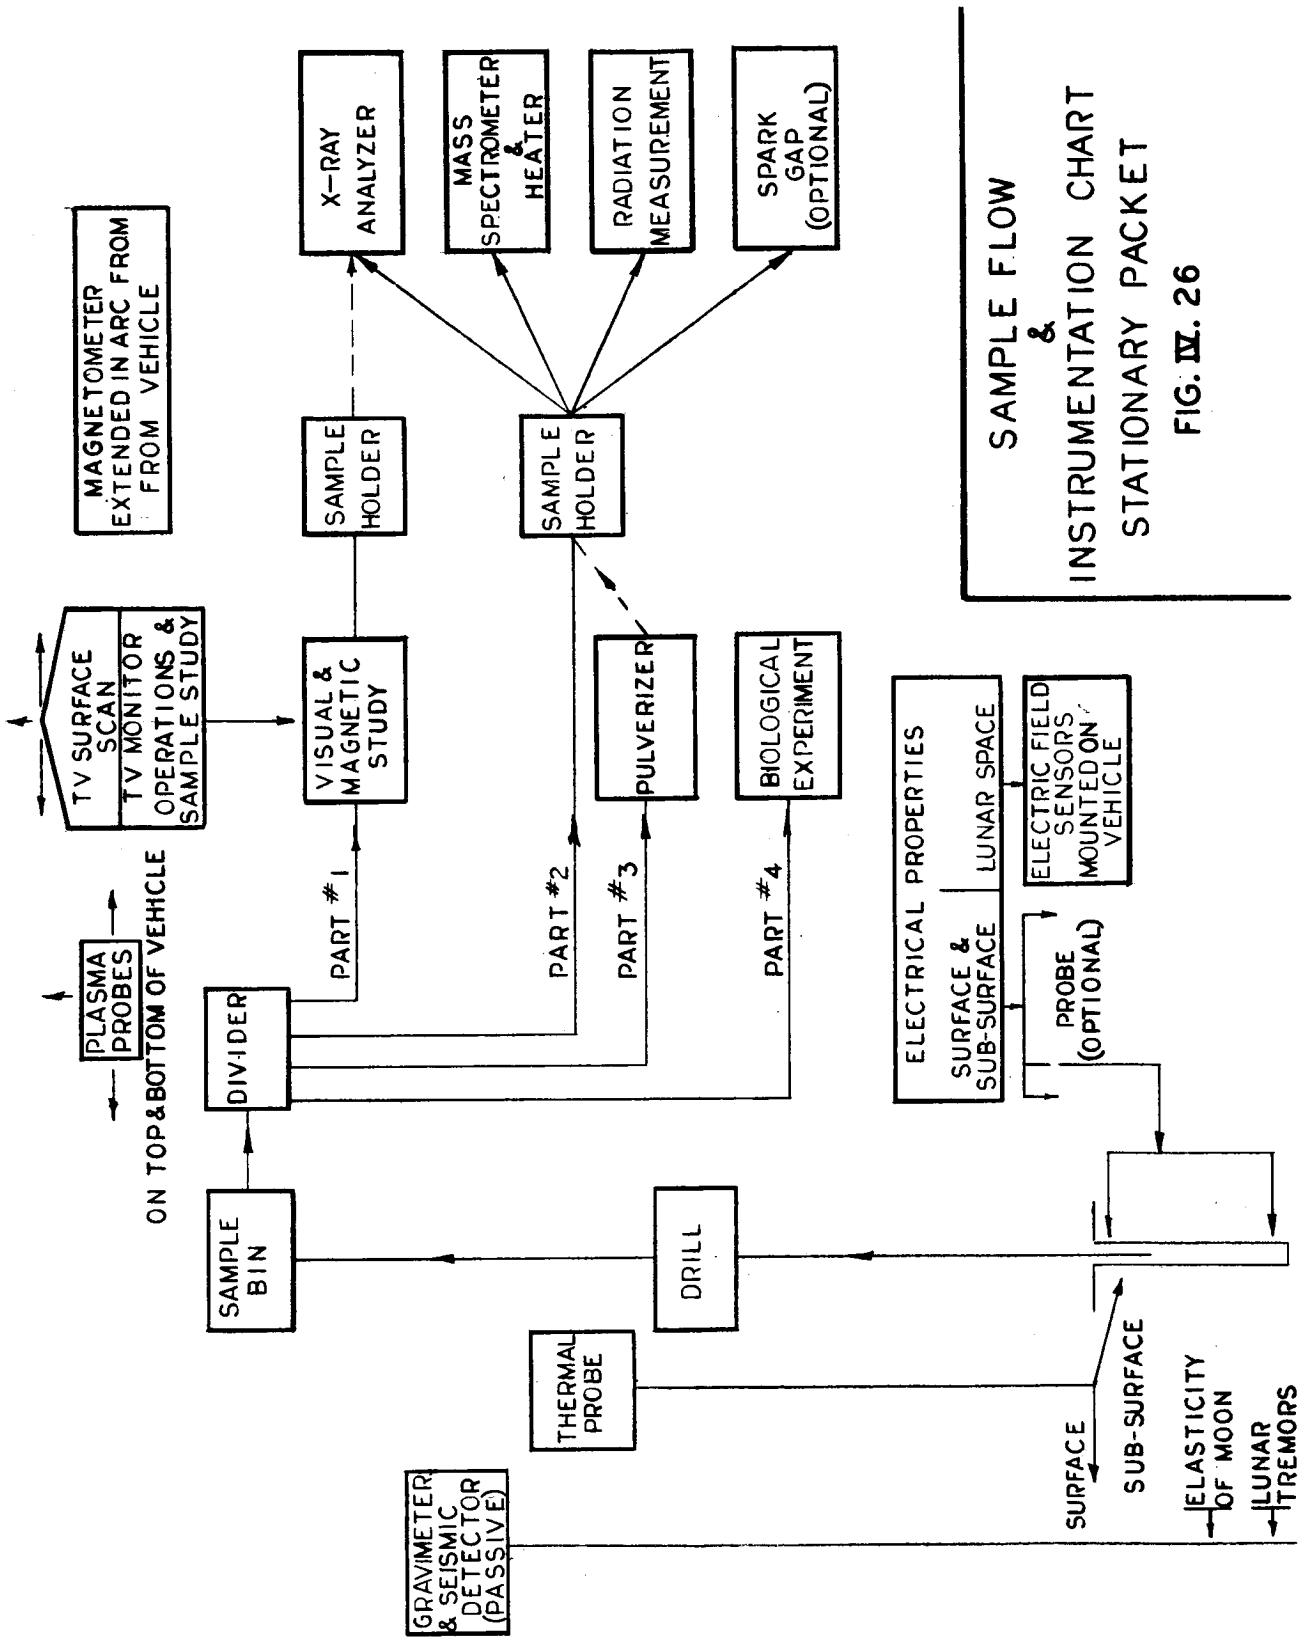 MAGNETOMETER
EXTENDED IN ARC FROM
FROM VEHICLE
TV SURFACE
SCAN
TV MONITOR
OPERATIONS &
SAMPLE STUDY
PLASMA
PROBES
ON TOP & BOTTOM OF VEHICLE
SAMPLE
BIN
DIVIDER
PART #1
VISUAL &
MAGNETIC
STUDY
SAMPLE
HOLDER
X-RAY
ANALYZER
PART #2
SAMPLE
HOLDER
MASS
SPECTROMETER
&
HEATER
PART #3
PULVERIZER
RADIATION
MEASUREMENT
PART #4
BIOLOGICAL
EXPERIMENT
SPARK
GAP
(OPTIONAL)
GRAVIMETER
& SEISMIC
DETECTOR
(PASSIVE)
THERMAL
PROBE
DRILL
ELECTRICAL PROPERTIES
SURFACE &
SUB-SURFACE
LUNAR SPACE
PROBE
(OPTIONAL)
ELECTRIC FIELD
SENSORS
MOUNTED ON
VEHICLE
SURFACE
SUB-SURFACE
ELASTICITY
OF MOON
LUNAR
TREMORS
SAMPLE FLOW
&
INSTRUMENTATION CHART
STATIONARY PACKET
FIG. IV. 26